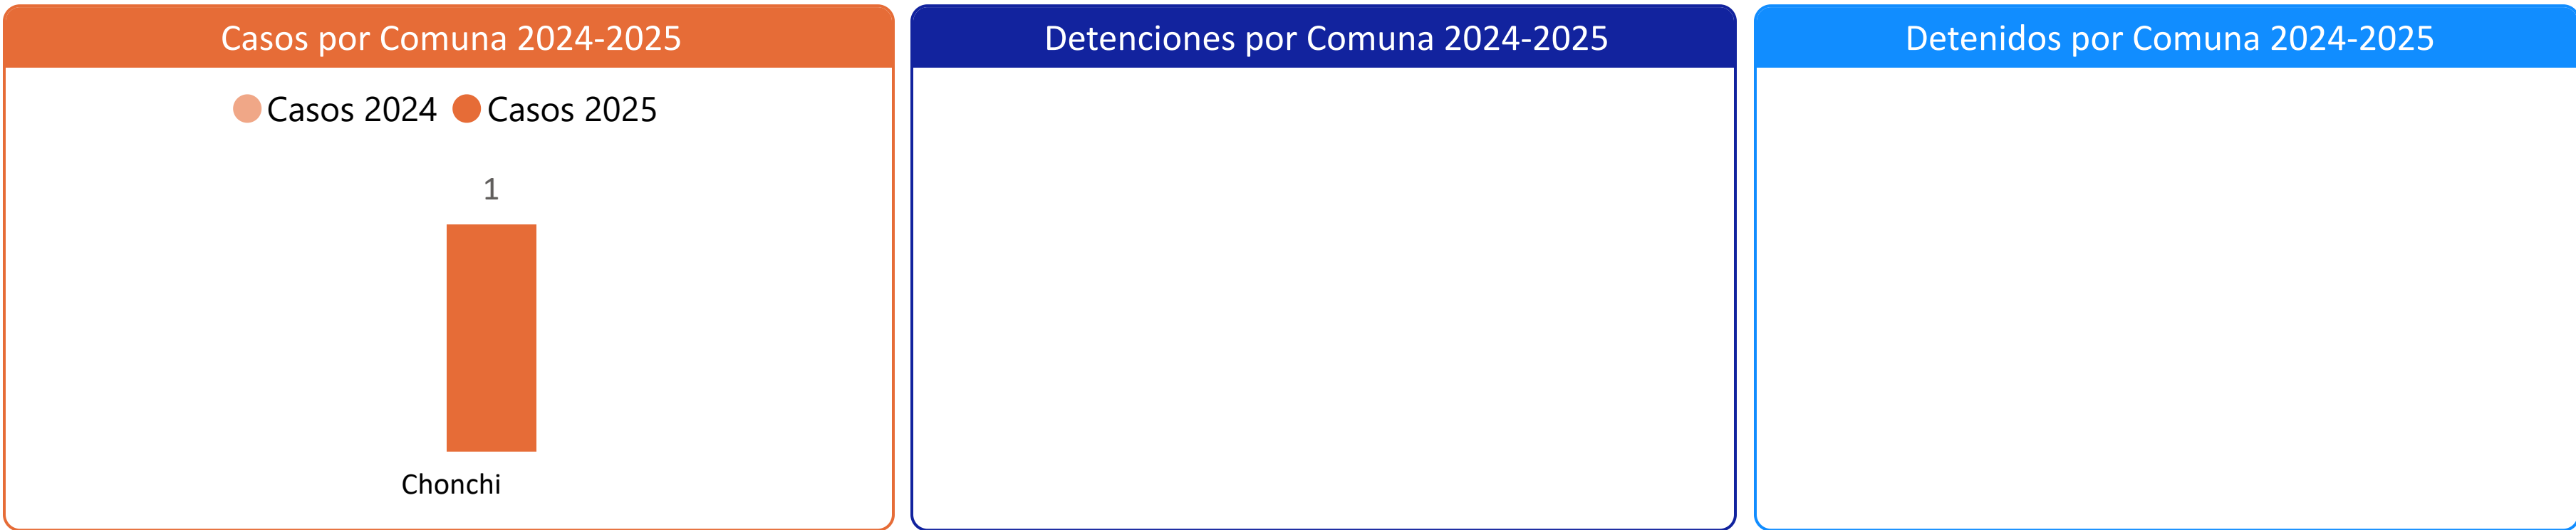 Casos por Comuna 2024-2025
Casos 2024 Casos 2025
1
Chonchi
Detenciones por Comuna 2024-2025
Detenidos por Comuna 2024-2025